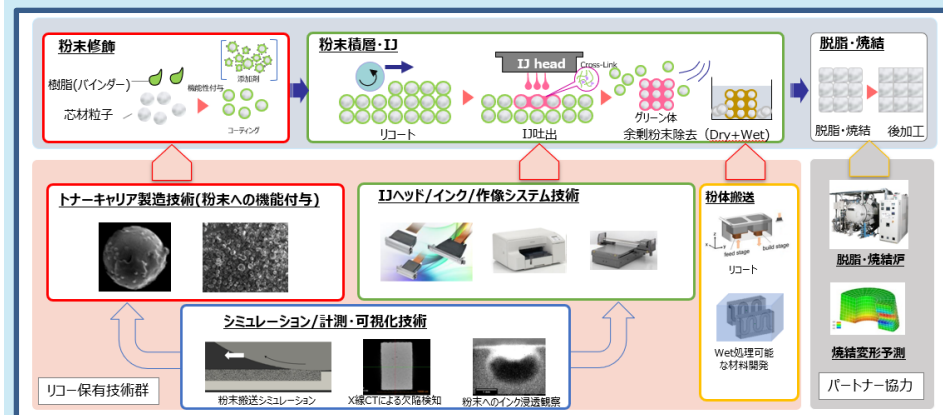 粉末修飾
樹脂(バインダー)
芯材粒子
添加剤
機能性付与
コーティング
粉末積層・IJ
リコート
IJ head
Cross-Link
IJ吐出
グリーン体
余剰粉末除去（Dry+Wet）
脱脂・焼結
脱脂・焼結
後加工
トナーキャリア製造技術(粉末への機能付与)
IJヘッド/インク/作像システム技術
粉体搬送
feed stage
build stage
リコート
Wet処理可能
な材料開発
脱脂・焼結炉
焼結変形予測
パートナー協力
シミュレーション/計測・可視化技術
粉末搬送シミュレーション
X線CTによる欠陥検知
粉末へのインク浸透観察
リコー保有技術群